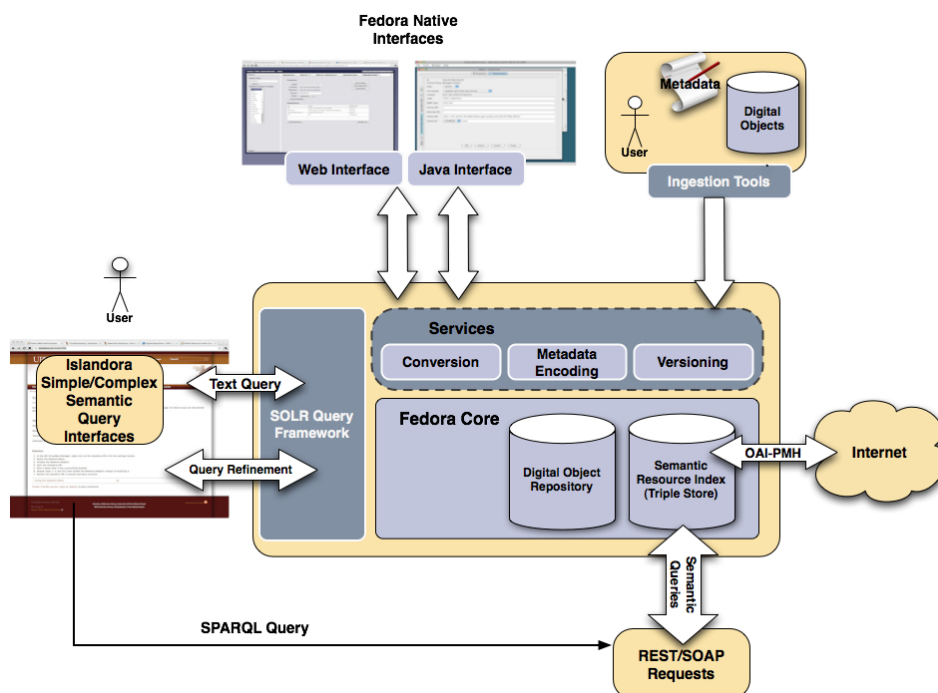 Fedora Native
Interfaces
Web Interface
Java Interface
Metadata
User
Digital
Objects
Ingestion Tools
User
Islandora
Simple/Complex
Semantic
Query
Interfaces
Text Query
Query Refinement
SOLR Query
Framework
Services
Conversion
Metadata
Encoding
Versioning
Fedora Core
Digital Object
Repository
Semantic
Resource Index
(Triple Store)
OAI-PMH
Internet
Semantic
Queries
SPARQL Query
REST/SOAP
Requests